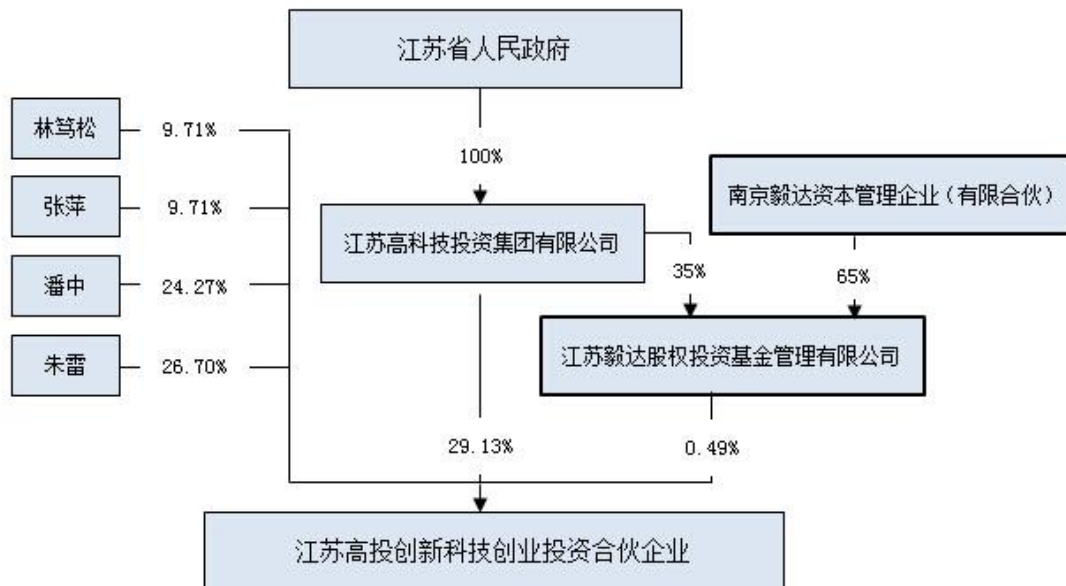 江苏省人民政府
林笃松
9.71%
100%
张萍
9.71%
南京毅达资本管理企业（有限合伙）
江苏高科技投资集团有限公司
35%
65%
潘中
24.27%
朱雷
26.70%
江苏毅达股权投资基金管理有限公司
29.13%
0.49%
江苏高投创新科技创业投资合伙企业